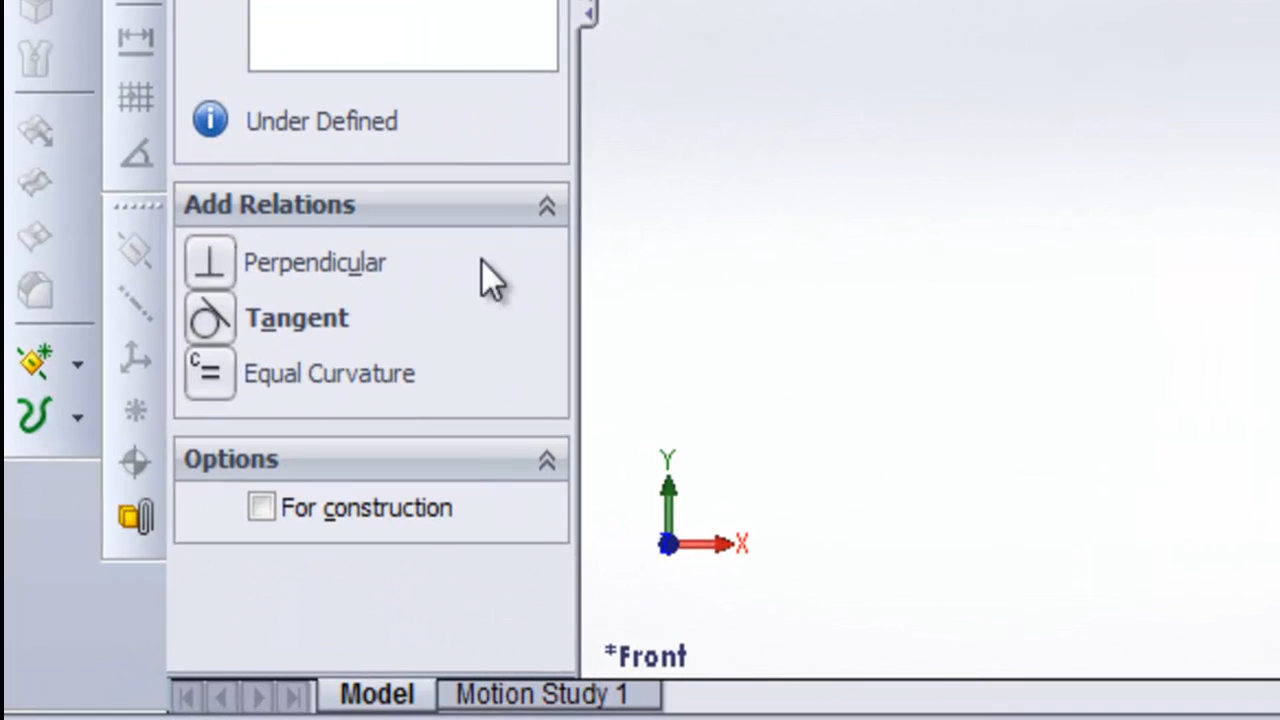 Under Defined
Add Relations
Perpendicular
Tangent
C
Equal Curvature
Options
For construction
Y
X
*Front
Model
Motion Study 1